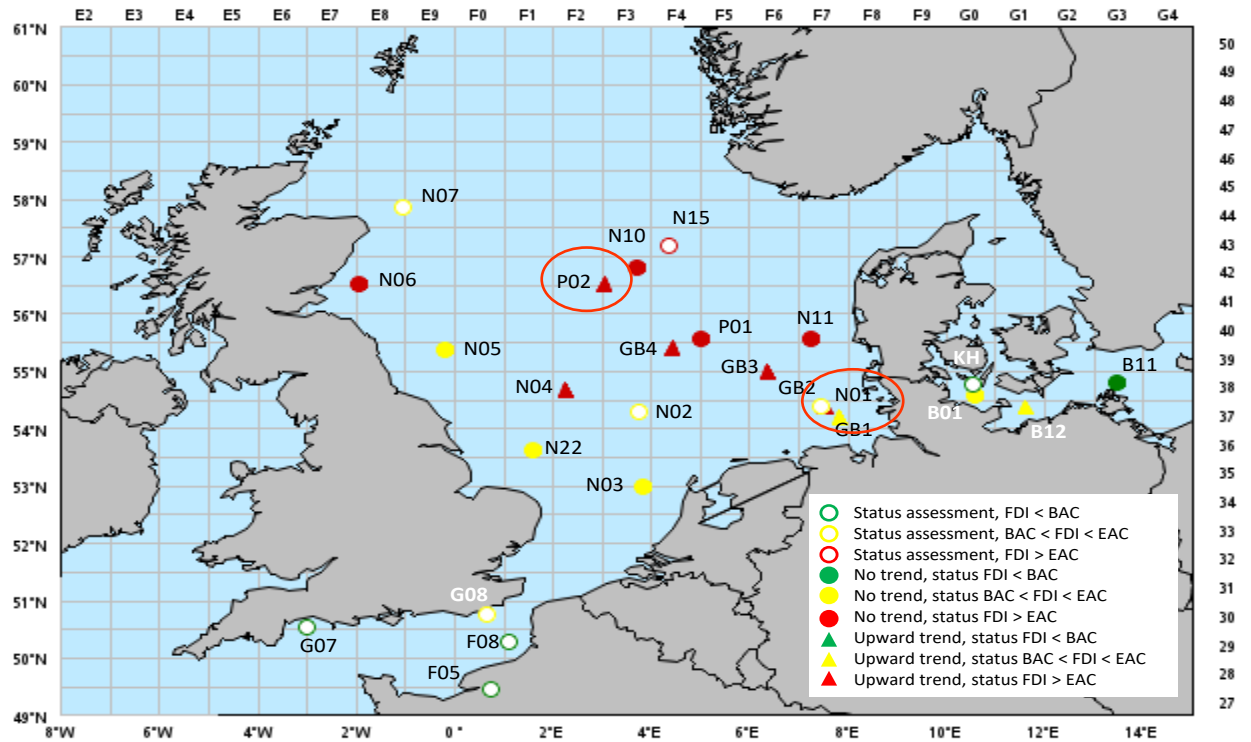 E2 E3 E4 E5 E6 E7 E8 E9 F0 F1 F2 F3 F4 F5 F6 F7 F8 F9 G0 G1 G2 G3 G4
61°N
50
60°N
49
48
59°N
47
46
58°N
45
N07
44
N15
57°N
N10
43
P02
N06
42
56°N
41
N11
P01
40
N05
GB4
KH
55°N
39
GB3
B11
N04
GB2
N01
38
N02
B01
54°N
GB1
B12
37
N22
36
53°N
N03
35
34
Status assessment, FDI < BAC
52°N
Status assessment, BAC < FDI < EAC
33
Status assessment, FDI > EAC
32
No trend, status FDI < BAC
51°N
G08
No trend, status BAC < FDI < EAC
31
No trend, status FDI > EAC
30
G07
F08
Upward trend, status FDI < BAC
50°N
29
F05
Upward trend, status BAC < FDI < EAC
28
Upward trend, status FDI > EAC
49°N
27
8°W 6°W 4°W 2°W 0° 2°E 4°E 6°E 8°E 10°E 12°E 14°E